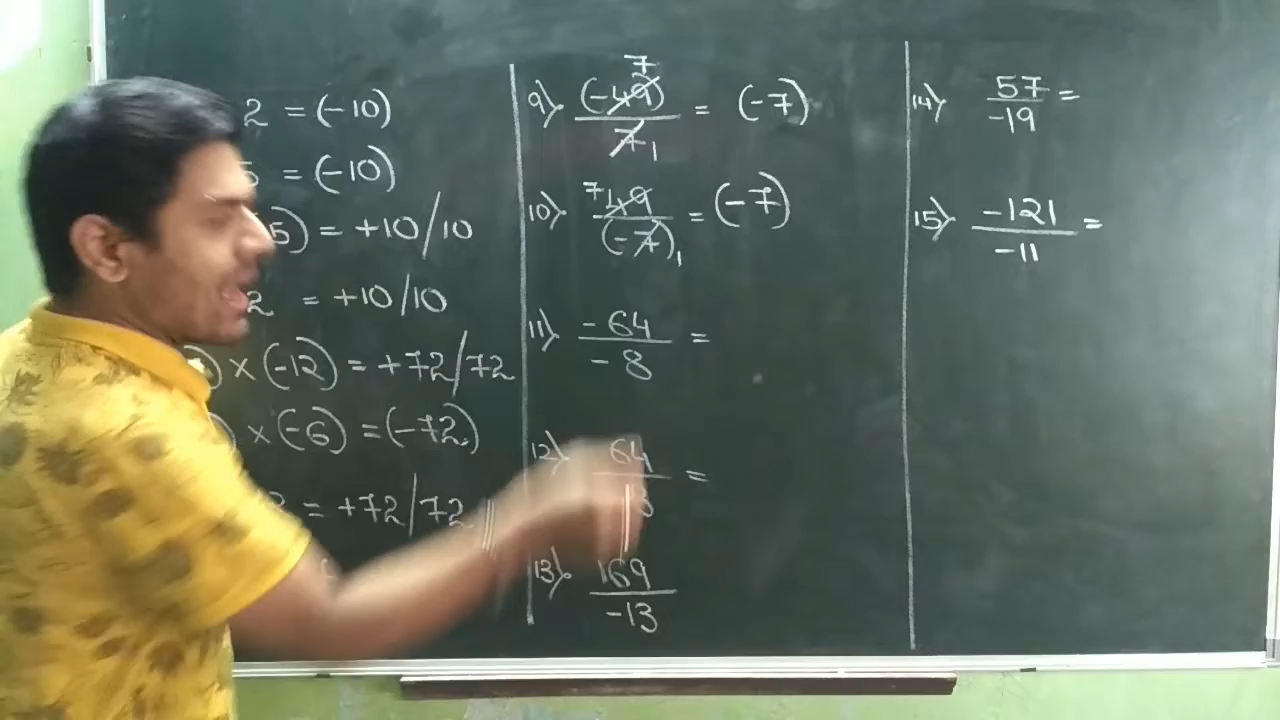 2 = (-10)
5 = (-10)
5) = +10/10
2 = +10/10
) × (-12) = +72/72
) × (-6) = (-72)
= +72/72
9) (-49)/7 = (-7)
7
1
10) 49/(-7) = (-7)
7
1
11) -64/-8 =
12) 64
=
13) 169/-13
14) 57/-19 =
15) -121/-11 =